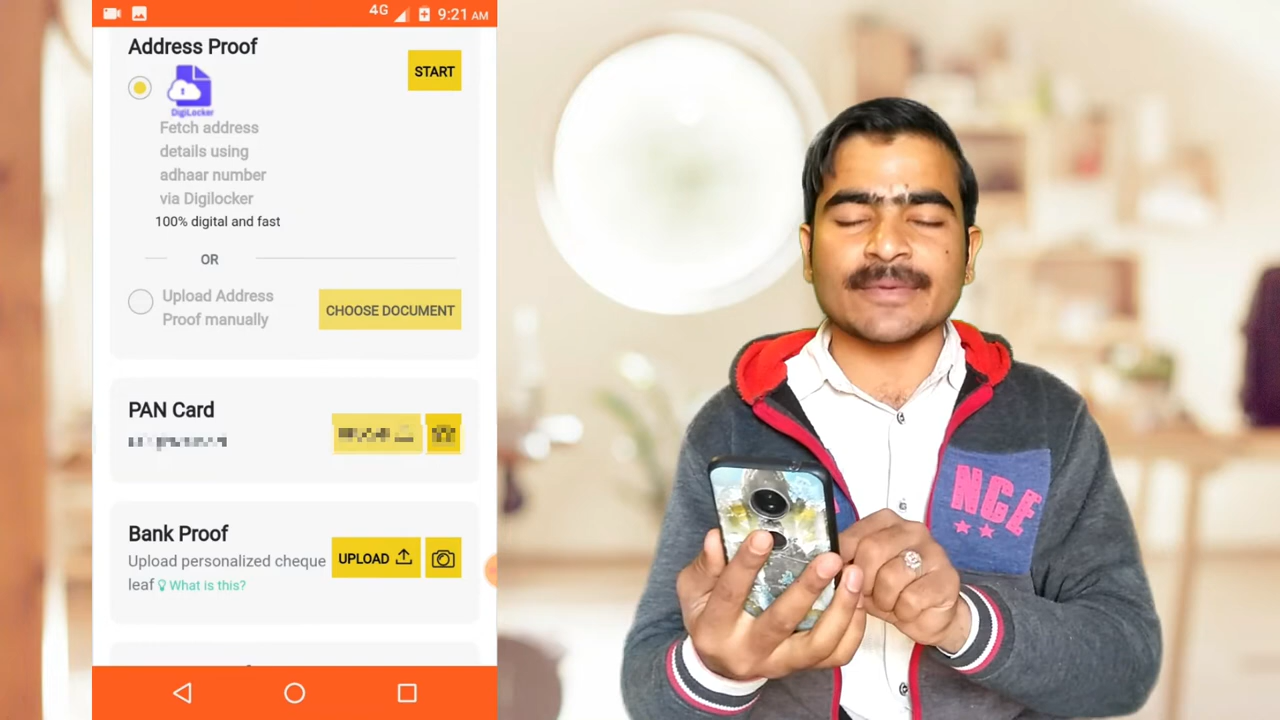 4G 9:21 AM
Address Proof
START
DigiLocker
Fetch address
details using
adhaar number
via Digilocker
100% digital and fast
OR
Upload Address
Proof manually
CHOOSE DOCUMENT
PAN Card
Bank Proof
Upload personalized cheque
leaf What is this?
UPLOAD
NGE